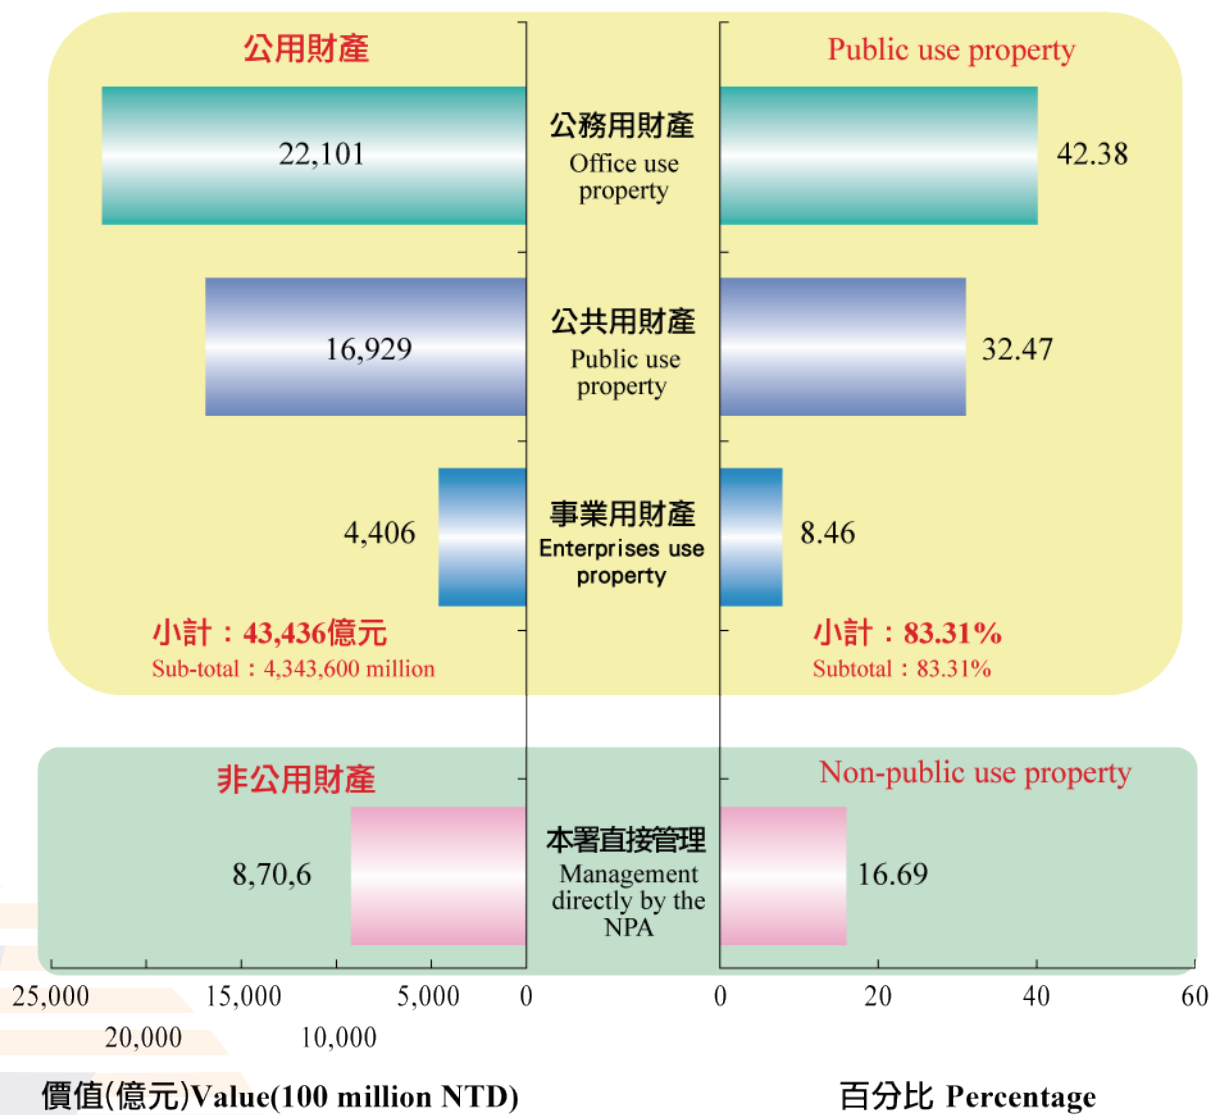 公用財產
Public use property
22,101
公務用財產
Office use
property
42.38
16,929
公共用財產
Public use
property
32.47
4,406
事業用財產
Enterprises use
property
8.46
小計：43,436億元
Sub-total：4,343,600 million
小計：83.31%
Subtotal：83.31%
非公用財產
Non-public use property
8,70,6
本署直接管理
Management
directly by the
NPA
16.69
25,000
20,000
15,000
10,000
5,000
0
0
20
40
60
價值(億元)Value(100 million NTD)
百分比 Percentage